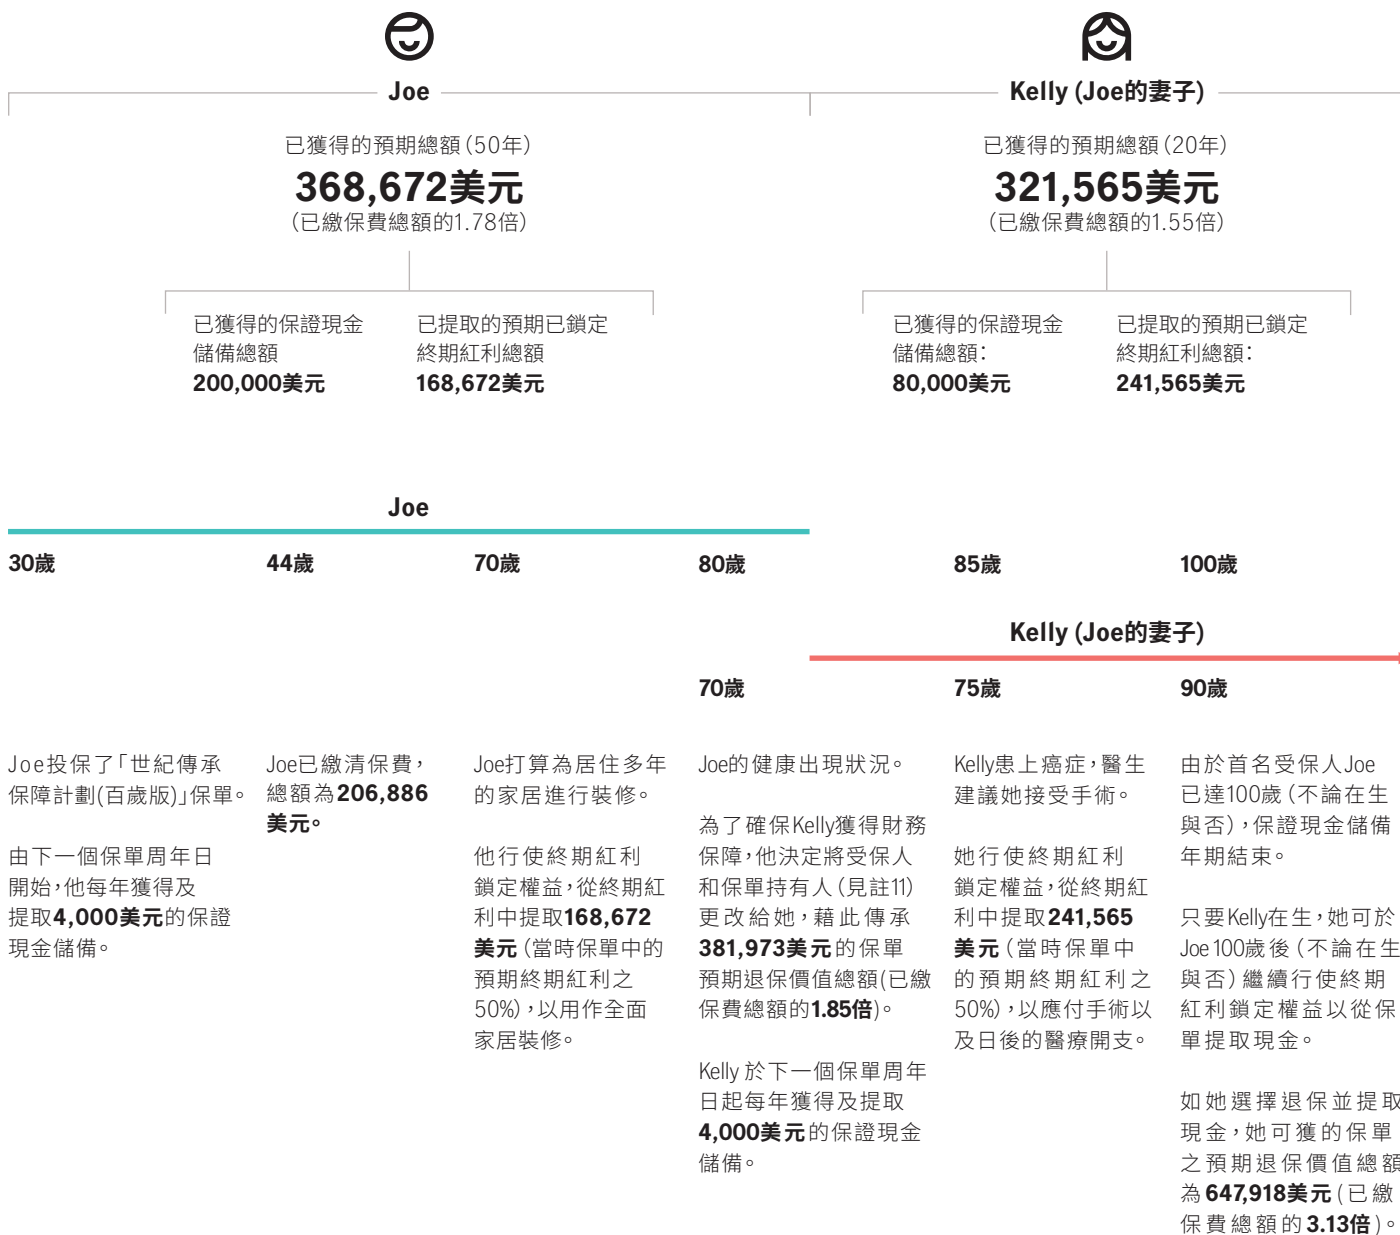 Joe
已獲得的預期總額（50年）
368,672美元
（已繳保費總額的1.78倍）
已獲得的保證現金
儲備總額
200,000美元
已提取的預期已鎖定
終期紅利總額
168,672美元
Kelly (Joe的妻子)
已獲得的預期總額（20年）
321,565美元
（已繳保費總額的1.55倍）
已獲得的保證現金
儲備總額：
80,000美元
已提取的預期已鎖定
終期紅利總額：
241,565美元
Joe
30歲
44歲
70歲
80歲
85歲
100歲
Kelly (Joe的妻子)
70歲
75歲
90歲
Joe投保了「世紀傳承
保障計劃(百歲版)」保單。
由下一個保單周年日
開始，他每年獲得及
提取4,000美元的保證
現金儲備。
Joe已繳清保費，
總額為206,886
美元。
Joe打算為居住多年
的家居進行裝修。
他行使終期紅利
鎖定權益，從終期紅
利中提取168,672
美元（當時保單中的
預期終期紅利之
50%），以用作全面
家居裝修。
Joe的健康出現狀況。
為了確保Kelly獲得財務
保障，他決定將受保人
和保單持有人（見註11）
更改給她，藉此傳承
381,973美元的保單
預期退保價值總額(已繳
保費總額的1.85倍)。
Kelly 於下一個保單周年
日起每年獲得及提取
4,000美元的保證現金
儲備。
Kelly患上癌症，醫生
建議她接受手術。
她行使終期紅利
鎖定權益，從終期紅
利中提取241,565
美元（當時保單中
的預期終期紅利之
50%），以應付手術以
及日後的醫療開支。
由於首名受保人Joe
已達100歲（不論在生
與否），保證現金儲備
年期結束。
只要Kelly在生，她可於
Joe 100歲後（不論在生
與否）繼續行使終期
紅利鎖定權益以從保
單提取現金。
如她選擇退保並提取
現金，她可獲的保單
之預期退保價值總額
為647,918美元（已繳
保費總額的3.13倍）。